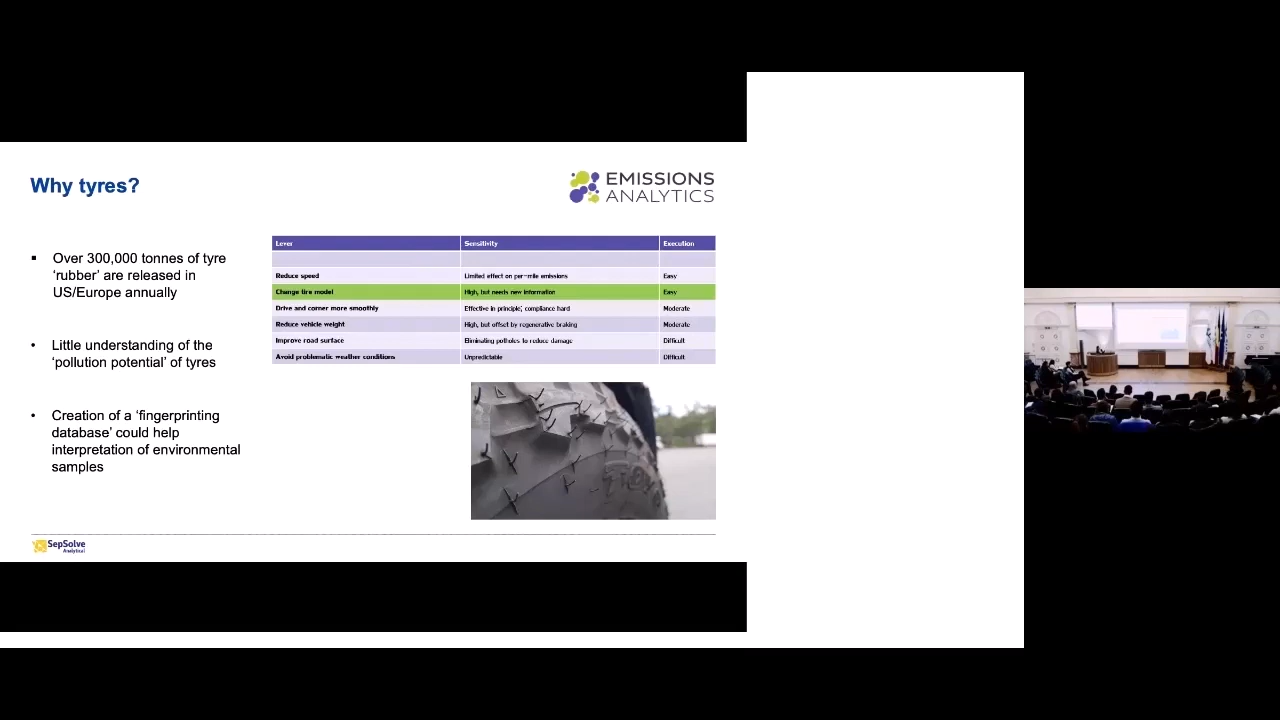 Why tyres?
EMISSIONS
ANALYTICS
▪ Over 300,000 tonnes of tyre
‘rubber’ are released in
US/Europe annually
• Little understanding of the
‘pollution potential’ of tyres
• Creation of a ‘fingerprinting
database’ could help
interpretation of environmental
samples
Lever Sensitivity Execution
Reduce speed Limited effect on per-mile emissions Easy
Change tire model High, but needs new information Easy
Drive and corner more smoothly Effective in principle; compliance hard Moderate
Reduce vehicle weight High, but offset by regenerative braking Moderate
Improve road surface Eliminating potholes to reduce damage Difficult
Avoid problematic weather conditions Unpredictable Difficult
SepSolve
Analytical